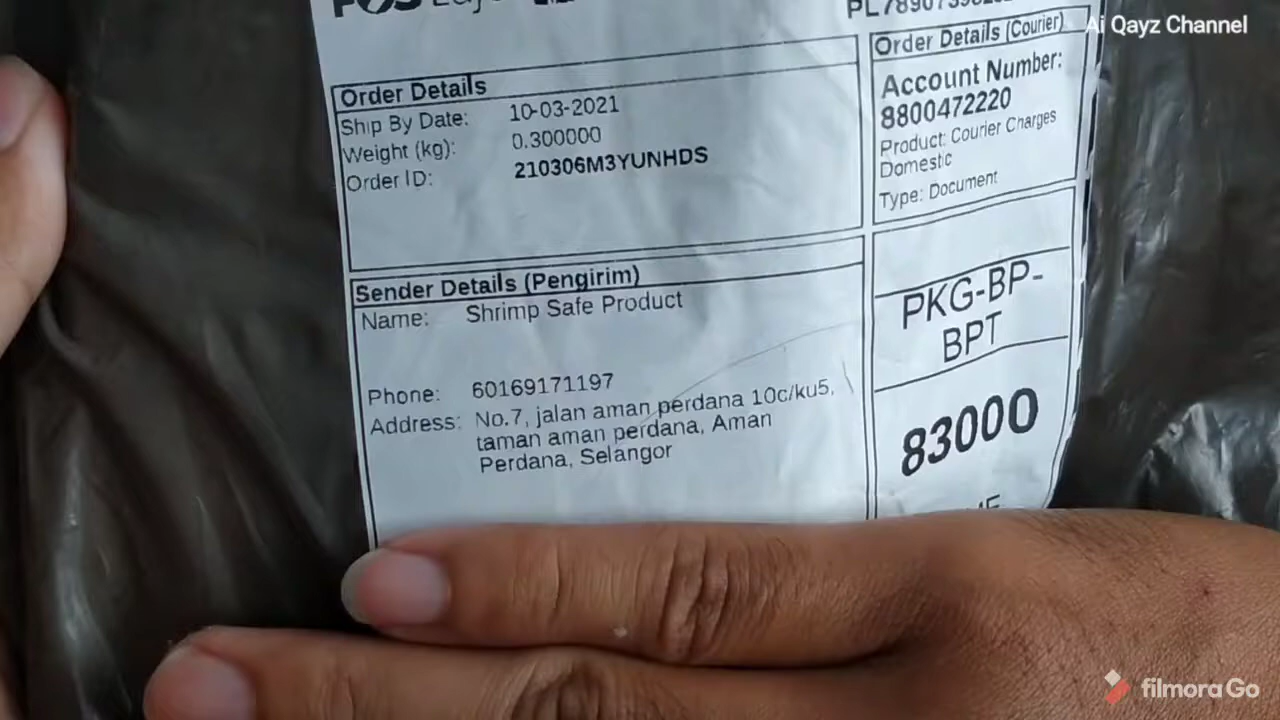 POS Laju
Ai Qayz Channel
Order Details
Ship By Date: 10-03-2021
Weight (kg): 0.300000
Order ID: 210306M3YUNHDS
Order Details (Courier)
Account Number:
8800472220
Product: Courier Charges
Domestic
Type: Document
Sender Details (Pengirim)
Name: Shrimp Safe Product
Phone: 60169171197
Address: No.7, jalan aman perdana 10c/ku5,
taman aman perdana, Aman
Perdana, Selangor
PKG-BP-
BPT
83000
filmoraGo